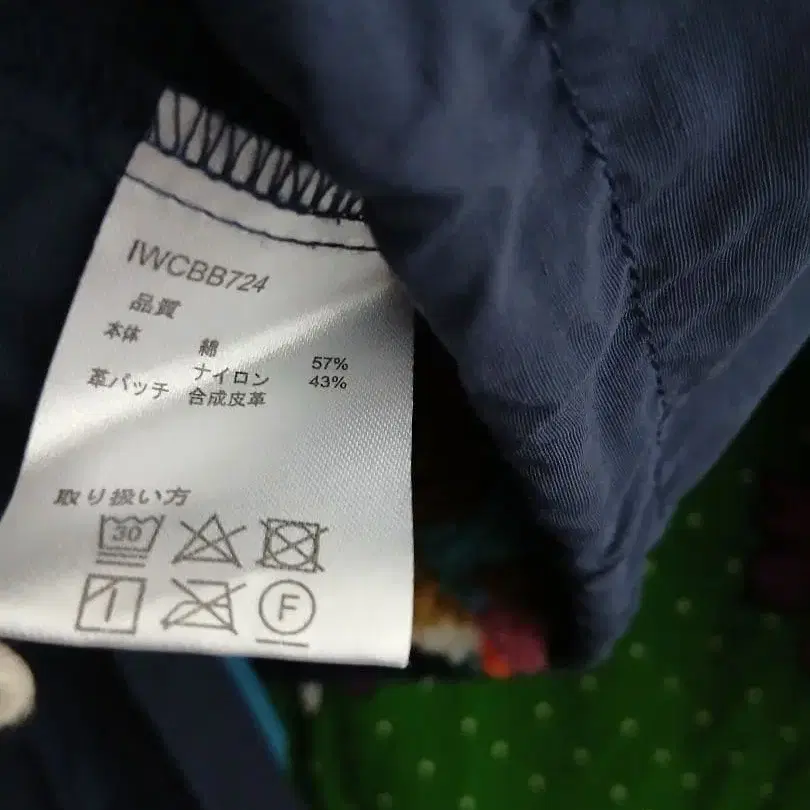 IWCBB724
品質
本体 綿 57%
ナイロン 43%
革パッチ 合成皮革
取り扱い方
30
F